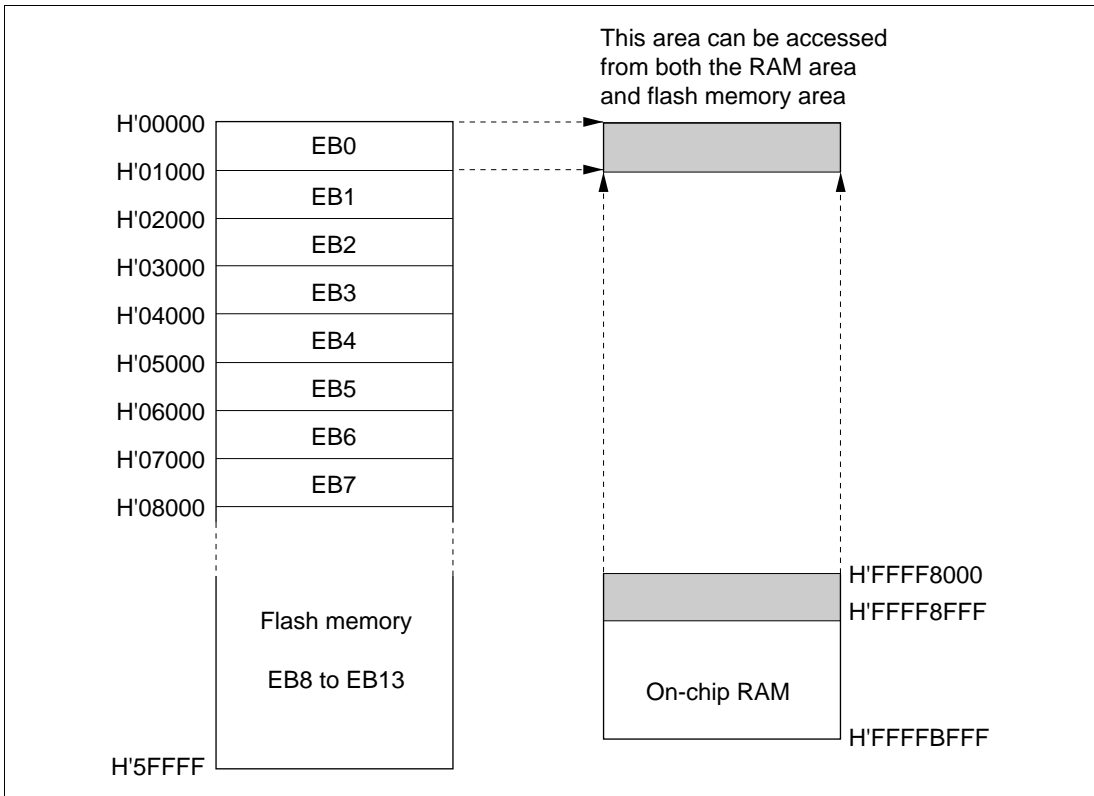 This area can be accessed
from both the RAM area
and flash memory area
H'00000
EB0
H'01000
EB1
H'02000
EB2
H'03000
EB3
H'04000
EB4
H'05000
EB5
H'06000
EB6
H'07000
EB7
H'08000
H'FFFF8000
H'FFFF8FFF
Flash memory
EB8 to EB13
On-chip RAM
H'FFFFBFFF
H'5FFFF